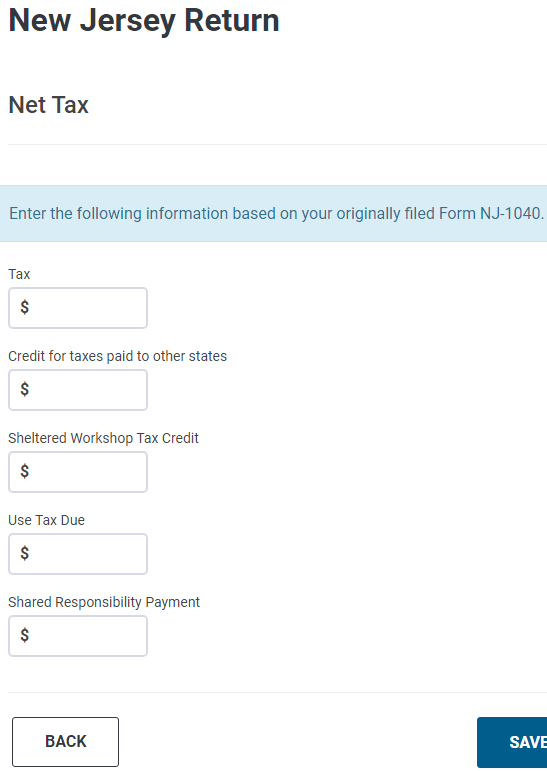 New Jersey Return
Net Tax
Enter the following information based on your originally filed Form NJ-1040.
Tax
$
Credit for taxes paid to other states
$
Sheltered Workshop Tax Credit
$
Use Tax Due
$
Shared Responsibility Payment
$
BACK
SAVE